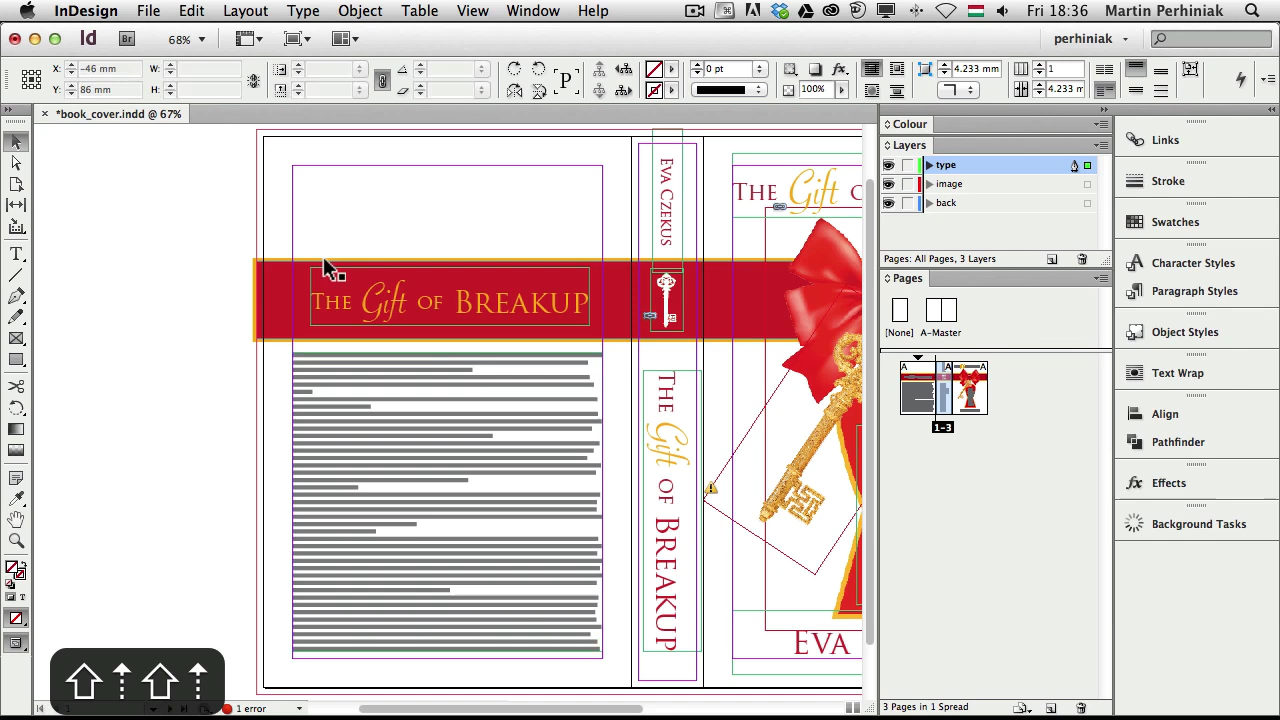 InDesign File Edit Layout Type Object Table View Window Help
Fri 18:36 Martin Perhiniak
Id Br 68% perhiniak
X: -46 mm W: 0 pt 4.233 mm 1
Y: 86 mm H: P fx 100% 4.233 m
*book_cover.indd @ 67%
Colour
Layers
type
image
back
Pages: All Pages, 3 Layers
Pages
[None] A-Master
A A A
1-3
3 Pages in 1 Spread
Links
Stroke
Swatches
Character Styles
Paragraph Styles
Object Styles
Text Wrap
Align
Pathfinder
fx Effects
Background Tasks
THE Gift OF BREAKUP
EVA CZEKUS
THE Gift OF BREAKUP
THE Gift
EVA
1 error